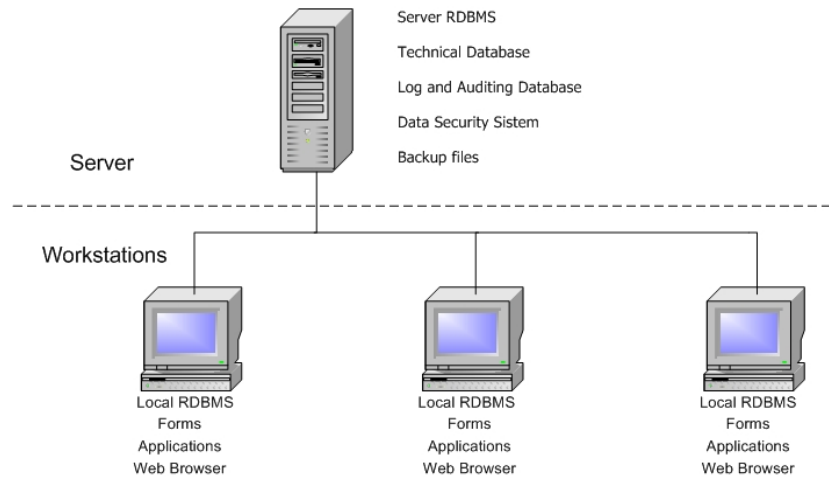 Server RDBMS
Technical Database
Log and Auditing Database
Data Security Sistem
Backup files
Server
Workstations
Local RDBMS
Forms
Applications
Web Browser
Local RDBMS
Forms
Applications
Web Browser
Local RDBMS
Forms
Applications
Web Browser